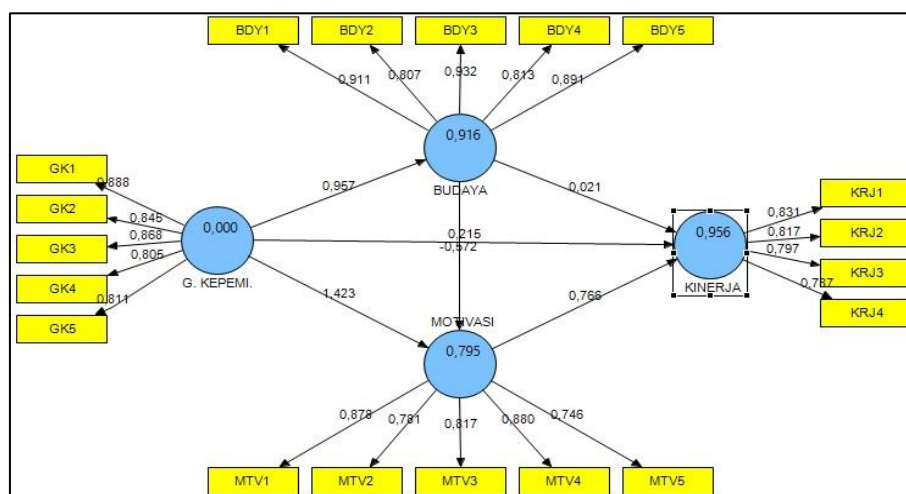 BDY1 BDY2 BDY3 BDY4 BDY5
0,911 0,807 0,932 0,813 0,891
0,916
BUDAYA
GK1
GK2
GK3
GK4
GK5
0,888
0,845
0,868
0,805
0,811
0,000
G. KEPEMI.
0,957
0,021
0,215
-0,572
1,423
0,766
0,956
KINERJA
KRJ1
KRJ2
KRJ3
KRJ4
0,831
0,817
0,797
MOTIVASI
0,795
0,878 0,781 0,817 0,880 0,746
MTV1 MTV2 MTV3 MTV4 MTV5